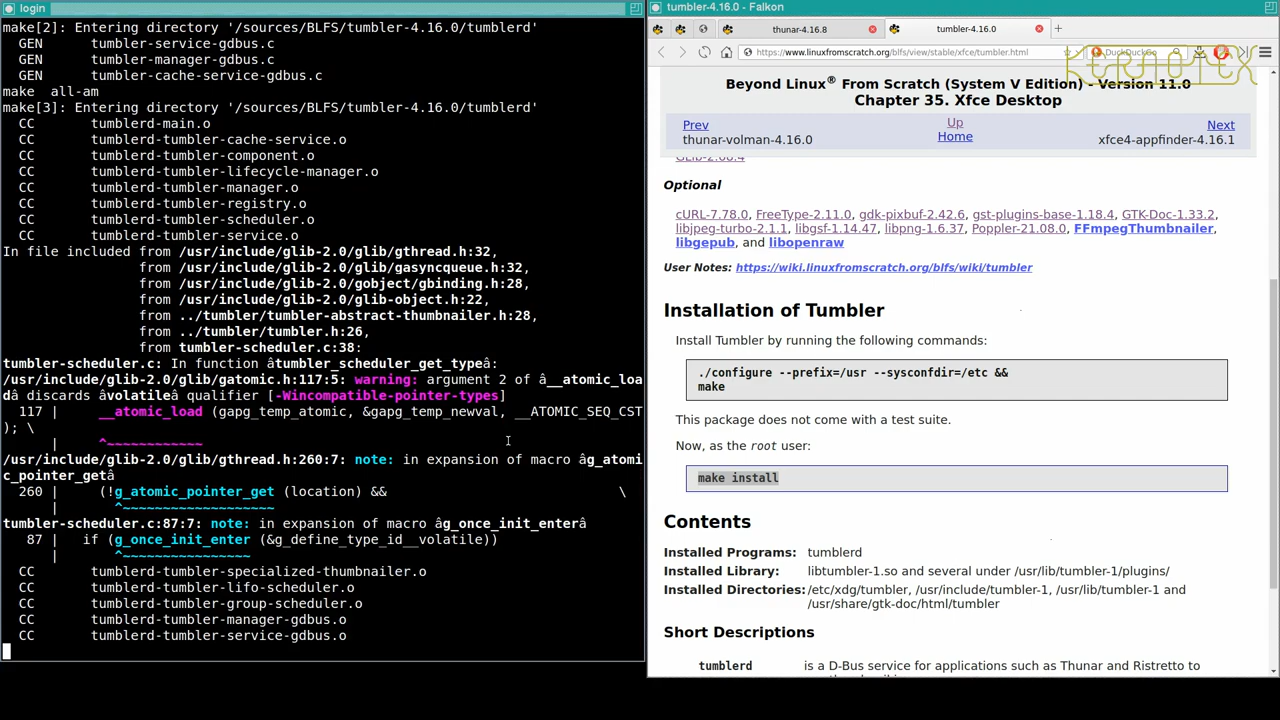 login
make[2]: Entering directory '/sources/BLFS/tumbler-4.16.0/tumblerd'
GEN tumbler-service-gdbus.c
GEN tumbler-manager-gdbus.c
GEN tumbler-cache-service-gdbus.c
make  all-am
make[3]: Entering directory '/sources/BLFS/tumbler-4.16.0/tumblerd'
CC tumblerd-main.o
CC tumblerd-tumbler-cache-service.o
CC tumblerd-tumbler-component.o
CC tumblerd-tumbler-lifecycle-manager.o
CC tumblerd-tumbler-manager.o
CC tumblerd-tumbler-registry.o
CC tumblerd-tumbler-scheduler.o
CC tumblerd-tumbler-service.o
In file included from /usr/include/glib-2.0/glib/gthread.h:32,
from /usr/include/glib-2.0/glib/gasyncqueue.h:32,
from /usr/include/glib-2.0/gobject/gbinding.h:28,
from /usr/include/glib-2.0/glib-object.h:22,
from ../tumbler/tumbler-abstract-thumbnailer.h:28,
from ../tumbler/tumbler.h:26,
from tumbler-scheduler.c:38:
tumbler-scheduler.c: In function âtumbler_scheduler_get_typeâ:
/usr/include/glib-2.0/glib/gatomic.h:117:5: warning: argument 2 of â__atomic_loa
dâ discards âvolatileâ qualifier [-Wincompatible-pointer-types]
117 | __atomic_load (gapg_temp_atomic, &gapg_temp_newval, __ATOMIC_SEQ_CST
); \
| ^~~~~~~~~~~~~
/usr/include/glib-2.0/glib/gthread.h:260:7: note: in expansion of macro âg_atomi
c_pointer_getâ
260 | (!g_atomic_pointer_get (location) && \
| ^~~~~~~~~~~~~~~~~~~~
tumbler-scheduler.c:87:7: note: in expansion of macro âg_once_init_enterâ
87 | if (g_once_init_enter (&g_define_type_id__volatile))
| ^~~~~~~~~~~~~~~~~
CC tumblerd-tumbler-specialized-thumbnailer.o
CC tumblerd-tumbler-lifo-scheduler.o
CC tumblerd-tumbler-group-scheduler.o
CC tumblerd-tumbler-manager-gdbus.o
CC tumblerd-tumbler-service-gdbus.o
tumbler-4.16.0 - Falkon
thunar-4.16.8
tumbler-4.16.0
https://www.linuxfromscratch.org/blfs/view/stable/xfce/tumbler.html
DuckDuckGo
KERNOTEX
Beyond Linux® From Scratch (System V Edition) - Version 11.0
Chapter 35. Xfce Desktop
Prev Up Next
thunar-volman-4.16.0 Home xfce4-appfinder-4.16.1
GLib-2.68.4
Optional
cURL-7.78.0, FreeType-2.11.0, gdk-pixbuf-2.42.6, gst-plugins-base-1.18.4, GTK-Doc-1.33.2,
libjpeg-turbo-2.1.1, libgsf-1.14.47, libpng-1.6.37, Poppler-21.08.0, FFmpegThumbnailer,
libgepub, and libopenraw
User Notes: https://wiki.linuxfromscratch.org/blfs/wiki/tumbler
Installation of Tumbler
Install Tumbler by running the following commands:
./configure --prefix=/usr --sysconfdir=/etc &&
make
This package does not come with a test suite.
Now, as the root user:
make install
Contents
Installed Programs: tumblerd
Installed Library: libtumbler-1.so and several under /usr/lib/tumbler-1/plugins/
Installed Directories: /etc/xdg/tumbler, /usr/include/tumbler-1, /usr/lib/tumbler-1 and
/usr/share/gtk-doc/html/tumbler
Short Descriptions
tumblerd is a D-Bus service for applications such as Thunar and Ristretto to